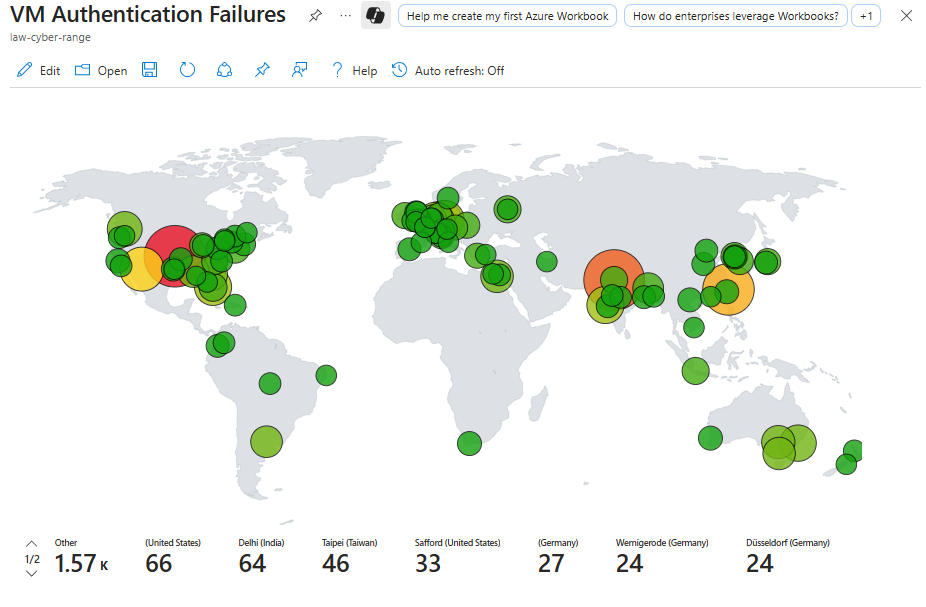 VM Authentication Failures
Help me create my first Azure Workbook
How do enterprises leverage Workbooks?
+1
law-cyber-range
Edit
Open
Help
Auto refresh: Off
1/2
Other
1.57 K
(United States)
66
Delhi (India)
64
Taipei (Taiwan)
46
Safford (United States)
33
(Germany)
27
Wernigerode (Germany)
24
Düsseldorf (Germany)
24